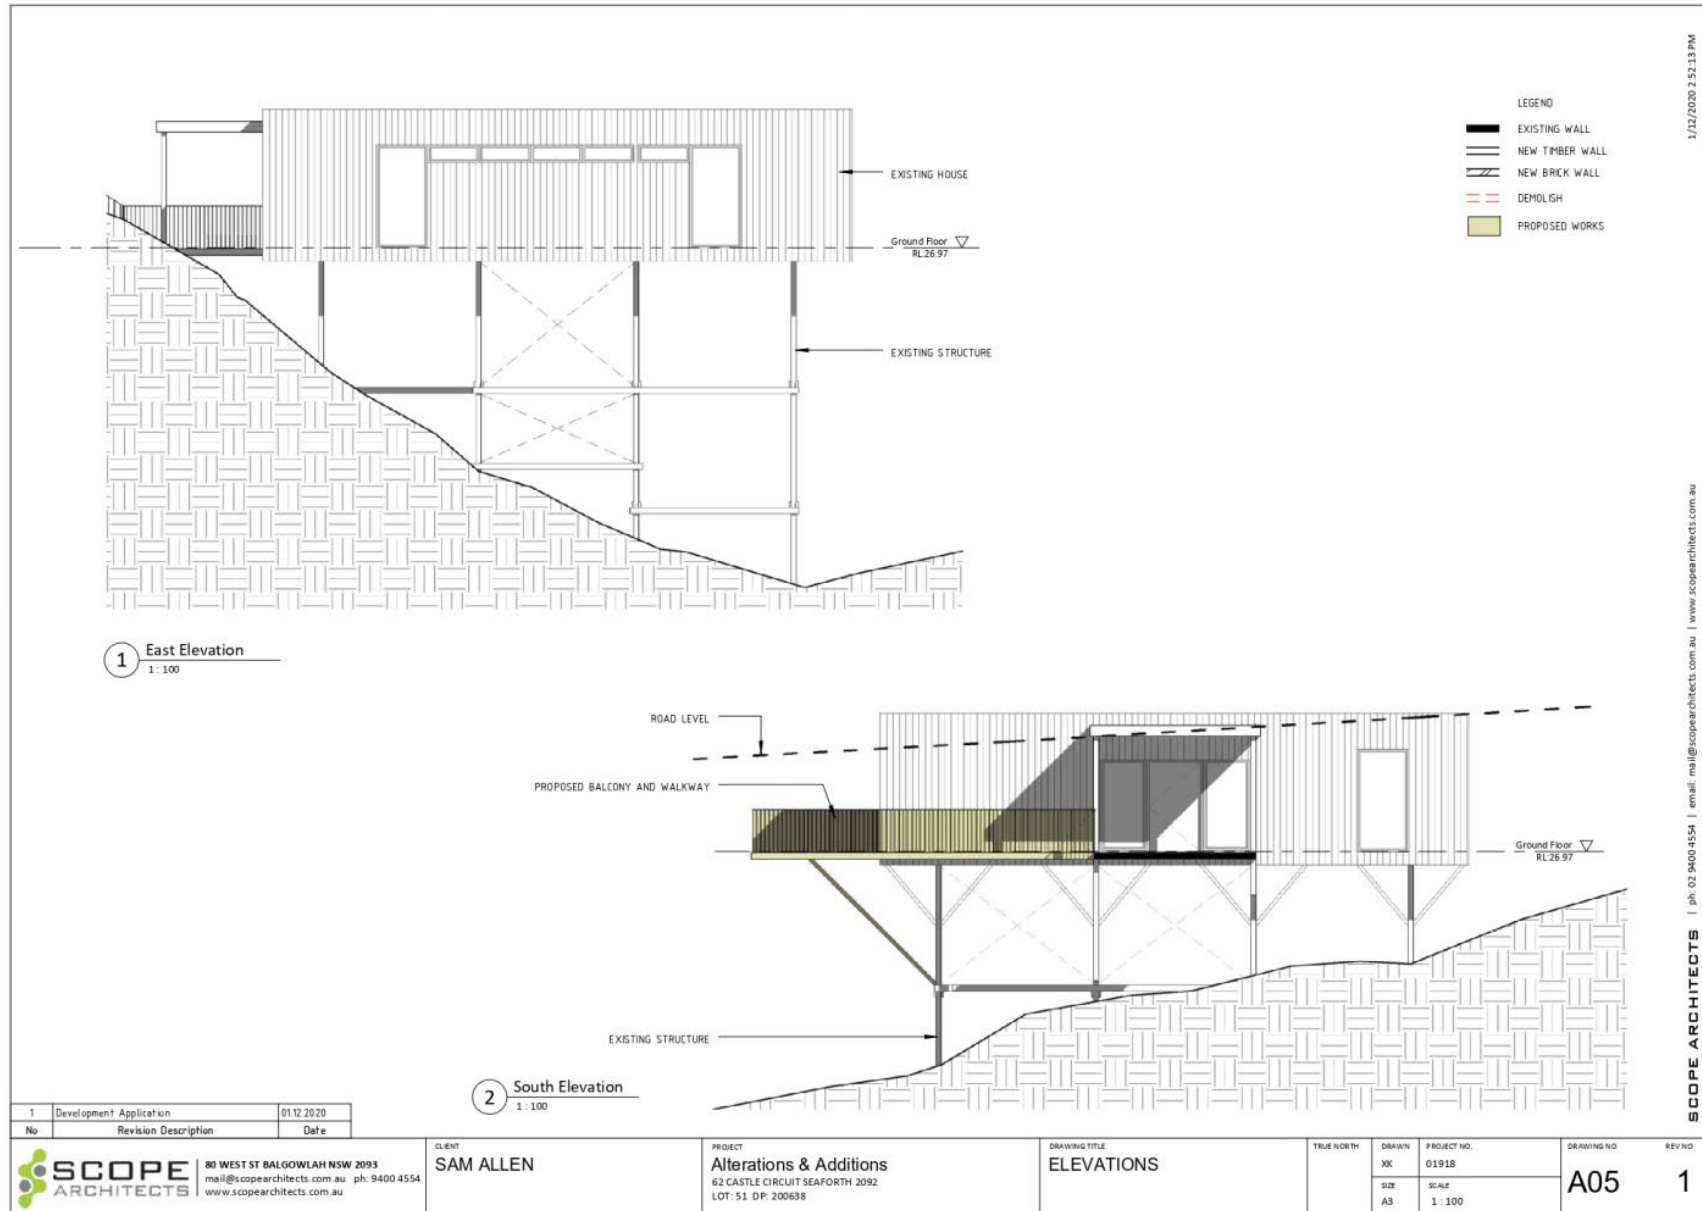 1/12/2020 2:52:13 PM
LEGEND
EXISTING WALL
NEW TIMBER WALL
NEW BRICK WALL
DEMOLISH
PROPOSED WORKS
EXISTING HOUSE
Ground Floor
RL:26.97
EXISTING STRUCTURE
1 East Elevation
1 : 100
ROAD LEVEL
PROPOSED BALCONY AND WALKWAY
Ground Floor
RL:26.97
EXISTING STRUCTURE
2 South Elevation
1 : 100
SCOPE ARCHITECTS | ph: 02 9400 4554 | email: mail@scopearchitects.com.au | www.scopearchitects.com.au
1 Development Application 01.12.2020
No Revision Description Date
SCOPE
ARCHITECTS
80 WEST ST BALGOWLAH NSW 2093
mail@scopearchitects.com.au ph: 9400 4554
www.scopearchitects.com.au
CLIENT
SAM ALLEN
PROJECT
Alterations & Additions
62 CASTLE CIRCUIT SEAFORTH 2092
LOT: 51 DP: 200638
DRAWING TITLE
ELEVATIONS
TRUE NORTH
DRAWN
XK
SIZE
A3
PROJECT NO.
01918
SCALE
1 : 100
DRAWING NO
A05
REV NO
1